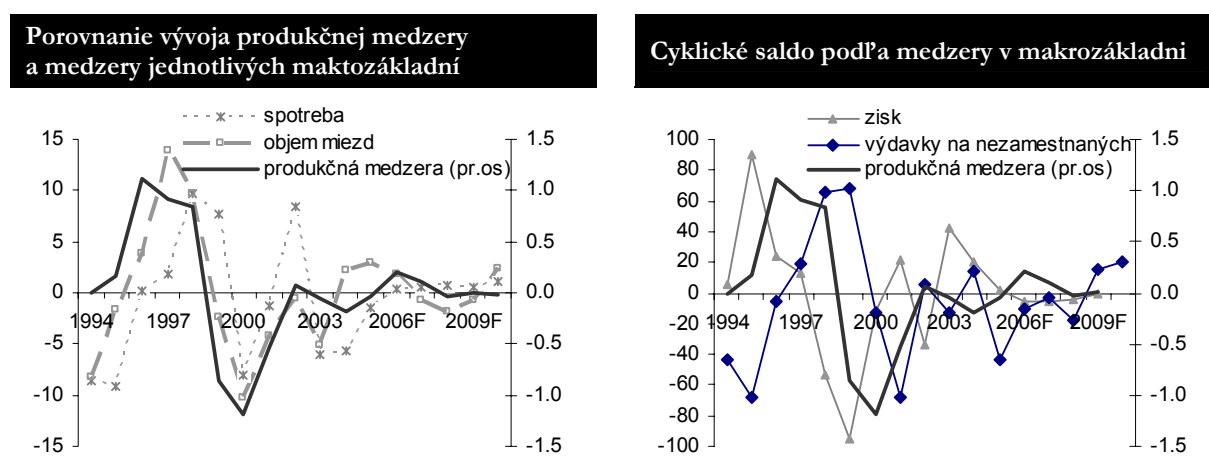 Porovnanie vývoja produkčnej medzery
a medzery jednotlivých maktozákladní
spotreba
objem miezd
produkčná medzera (pr.os)
15
10
5
0
-5
-10
-15
1.5
1.0
0.5
0.0
-0.5
-1.0
-1.5
1994 1997 2000 2003 2006F 2009F
Cyklické saldo podľa medzery v makrozákladni
zisk
výdavky na nezamestnaných
produkčná medzera (pr.os)
100
80
60
40
20
0
-20
-40
-60
-80
-100
1.5
1.0
0.5
0.0
-0.5
-1.0
-1.5
1994 1997 2000 2003 2006F 2009F